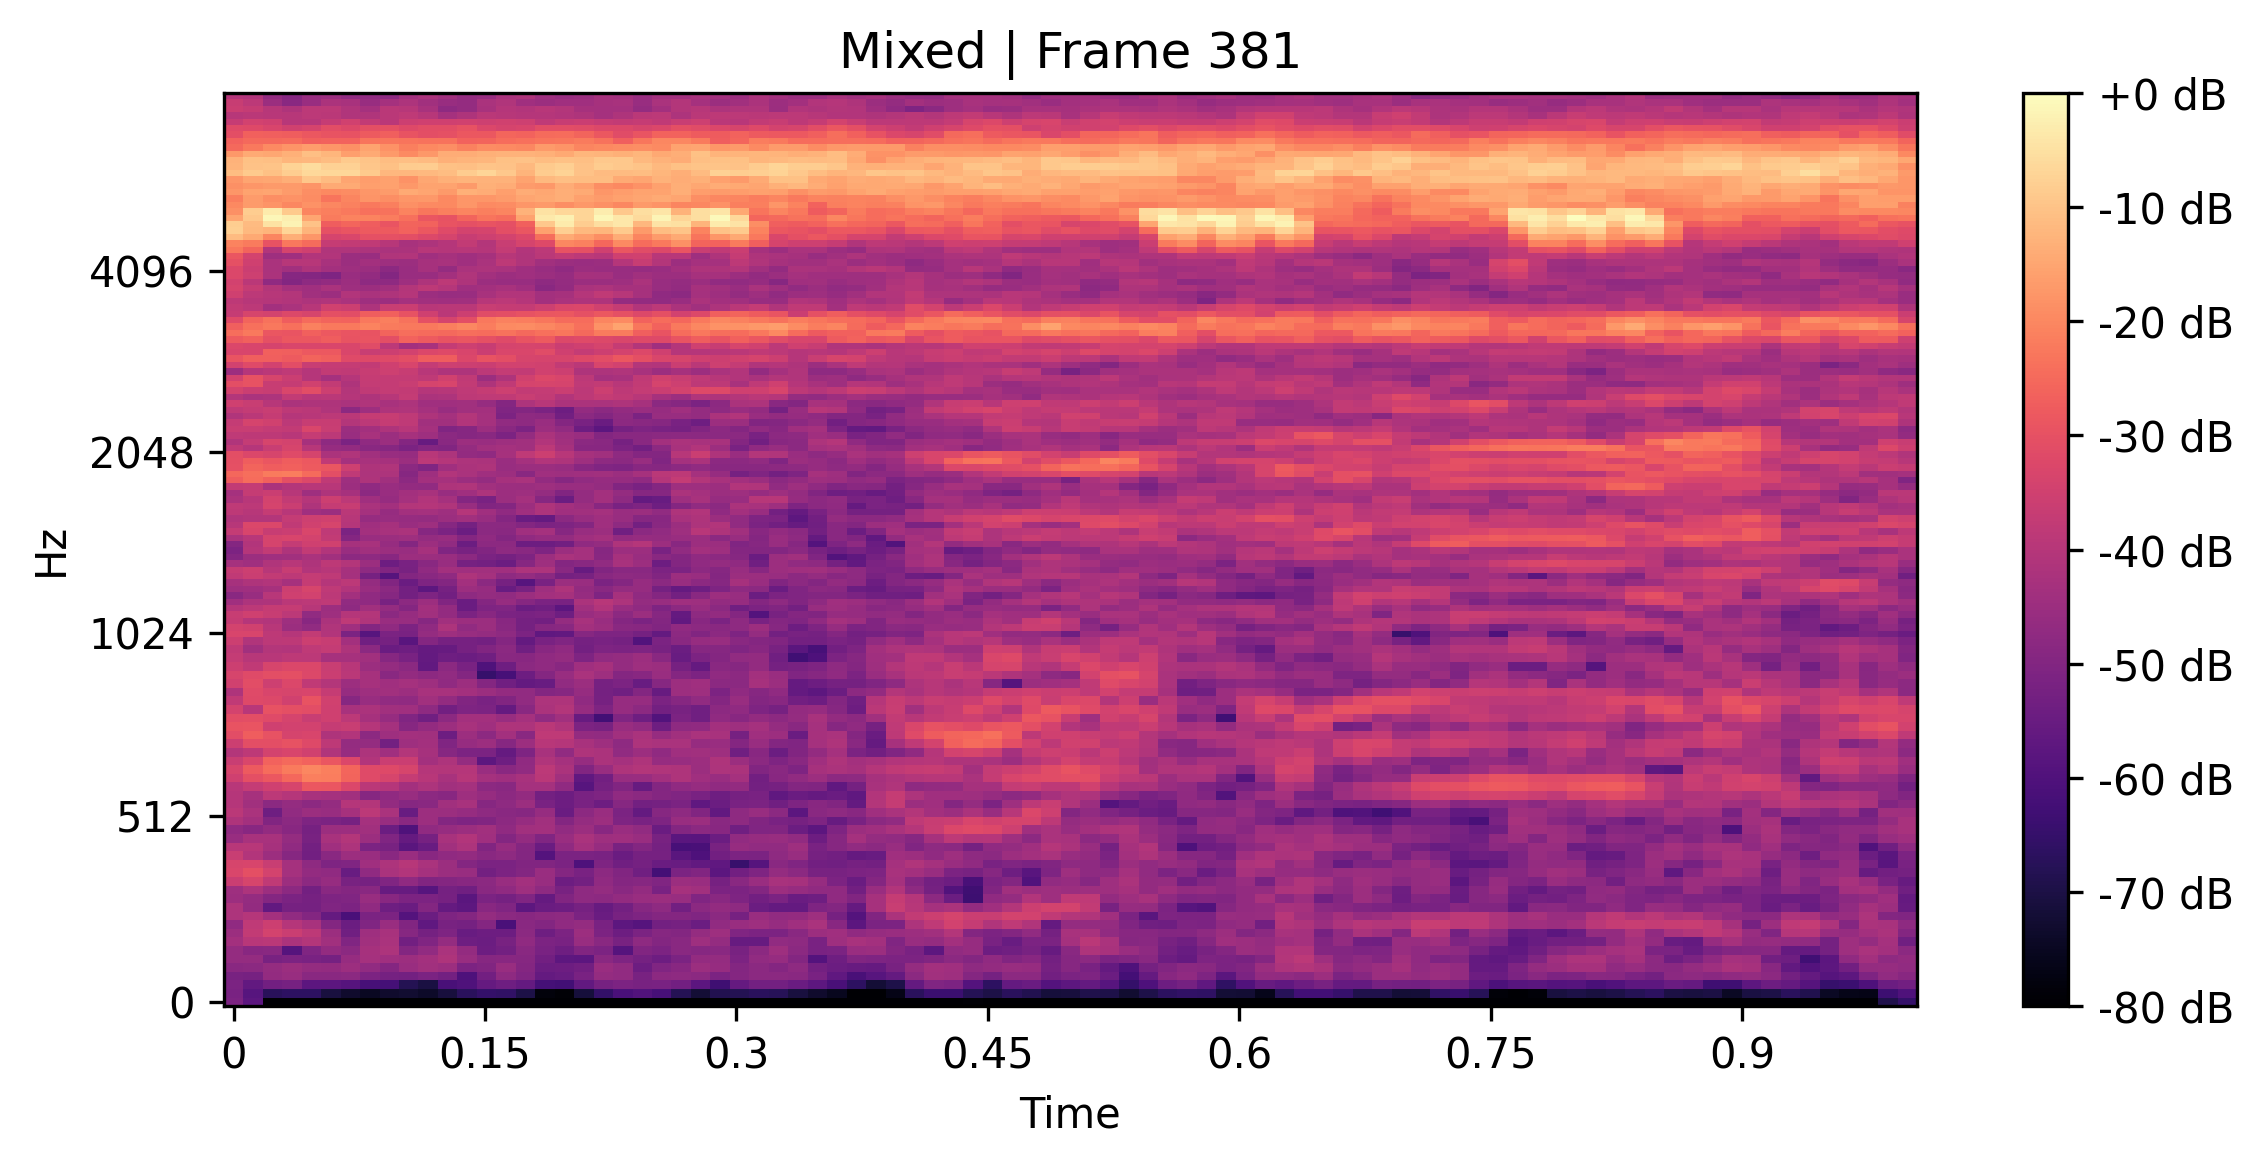 Mixed | Frame 381
+0 dB
-10 dB
-20 dB
-30 dB
-40 dB
-50 dB
-60 dB
-70 dB
-80 dB
Hz
4096
2048
1024
512
0
0 0.15 0.3 0.45 0.6 0.75 0.9
Time